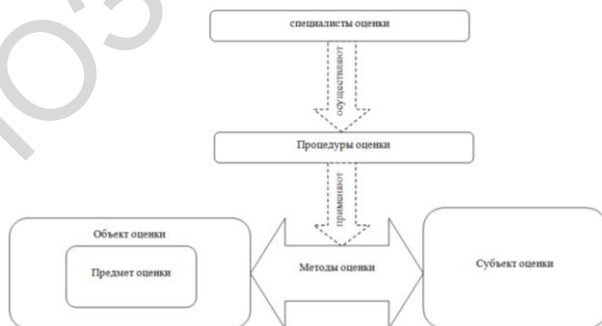 специалисты оценки
осуществляют
Процедуры оценки
применяют
Объект оценки
Предмет оценки
Методы оценки
Субъект оценки